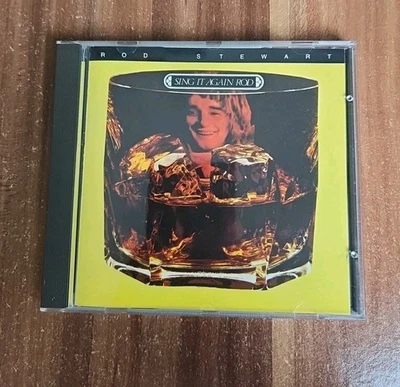 ROD STEWART
SING IT AGAIN ROD